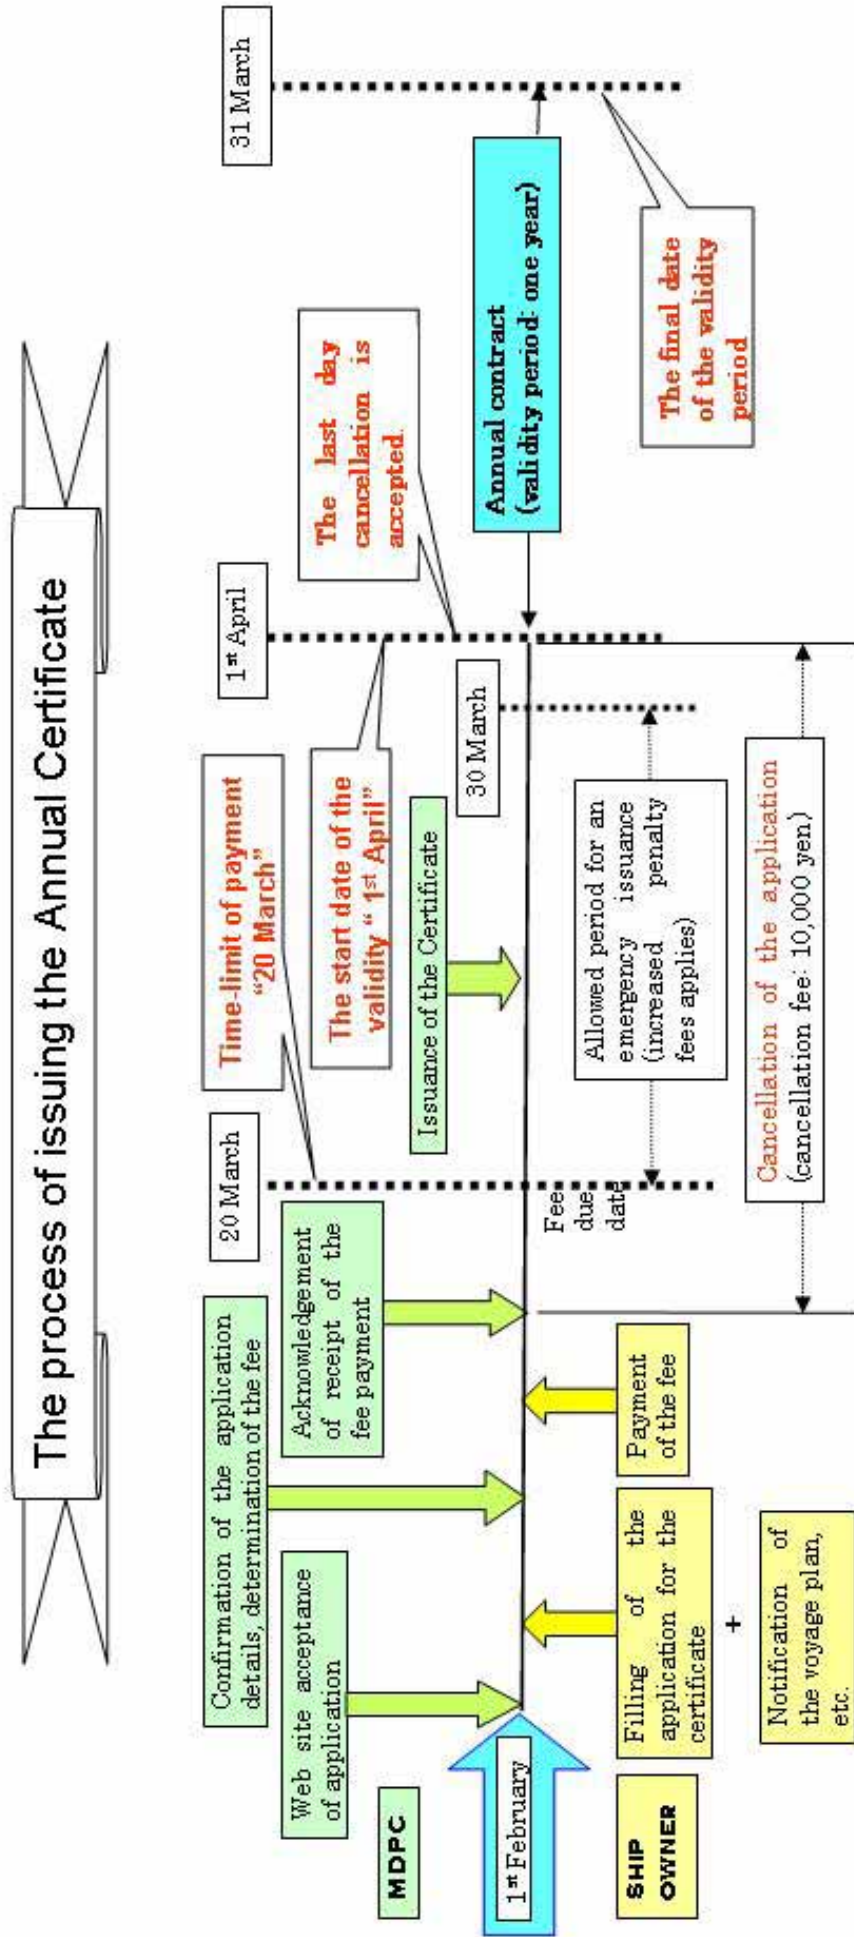 The process of issuing the Annual Certificate
Confirmation of the application
details, determination of the fee
Web site acceptance
of application
Acknowledgement
of receipt of the
fee payment
20 March
Time-limit of payment
“20 March”
The start date of the
validity “ 1st April”
Issuance of the Certificate
30 March
1st April
The last day
cancellation is
accepted.
31 March
MDPC
1st February
SHIP
OWNER
Filling of the
application for the
certificate
+
Notification of
the voyage plan,
etc.
Payment
of the fee
Fee
due
date
Allowed period for an
emergency issuance
(increased penalty
fees applies)
Cancellation of the application
(cancellation fee: 10,000 yen)
Annual contract
(validity period: one year)
The final date
of the validity
period